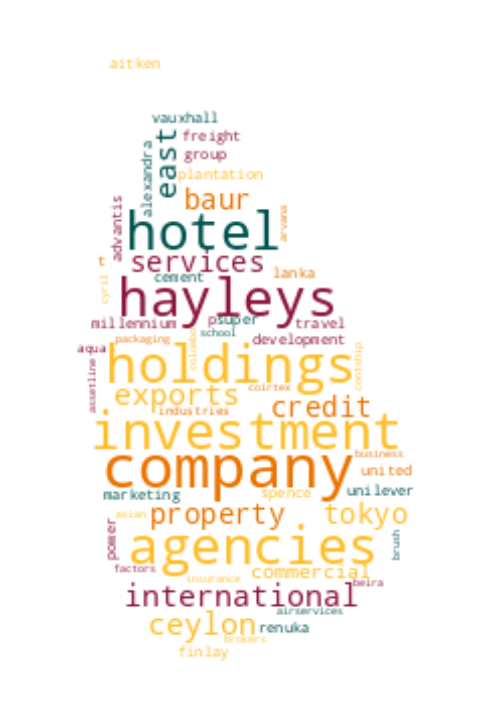 aitken
vauxhall
freight
east
alexandra
group
plantation
baur
advantis
arvana
hotel
services
r
cement
lanka
cyril
hayleys
millennium
p
super
travel
school
packaging
colombo
development
aqua
holdings
contship
assetline
coirtex
exports
industries
credit
investment
business
company
united
marketing
spence
unilever
asian
property
tokyo
power
agencies
brush
factors
insurance
commercial
beira
international
airservices
ceylon
renuka
brokers
finlay